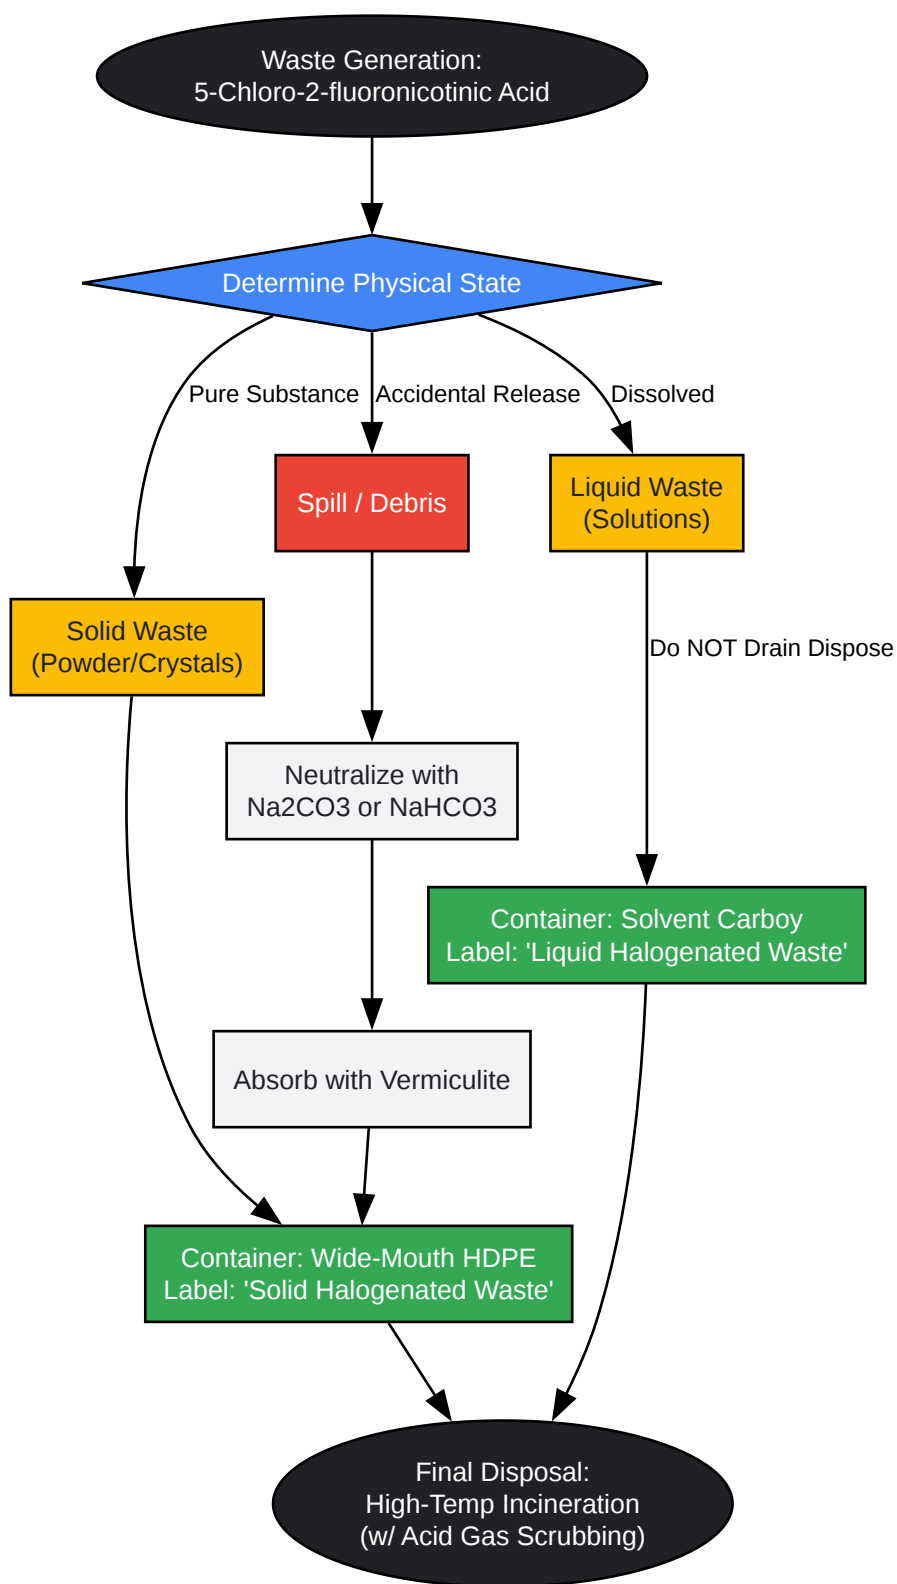 Waste Generation:
5-Chloro-2-fluoronicotinic Acid
Determine Physical State
Pure Substance
Accidental Release
Dissolved
Spill / Debris
Liquid Waste
(Solutions)
Solid Waste
(Powder/Crystals)
Do NOT Drain Dispose
Neutralize with
Na2CO3 or NaHCO3
Container: Solvent Carboy
Label: 'Liquid Halogenated Waste'
Absorb with Vermiculite
Container: Wide-Mouth HDPE
Label: 'Solid Halogenated Waste'
Final Disposal:
High-Temp Incineration
(w/ Acid Gas Scrubbing)